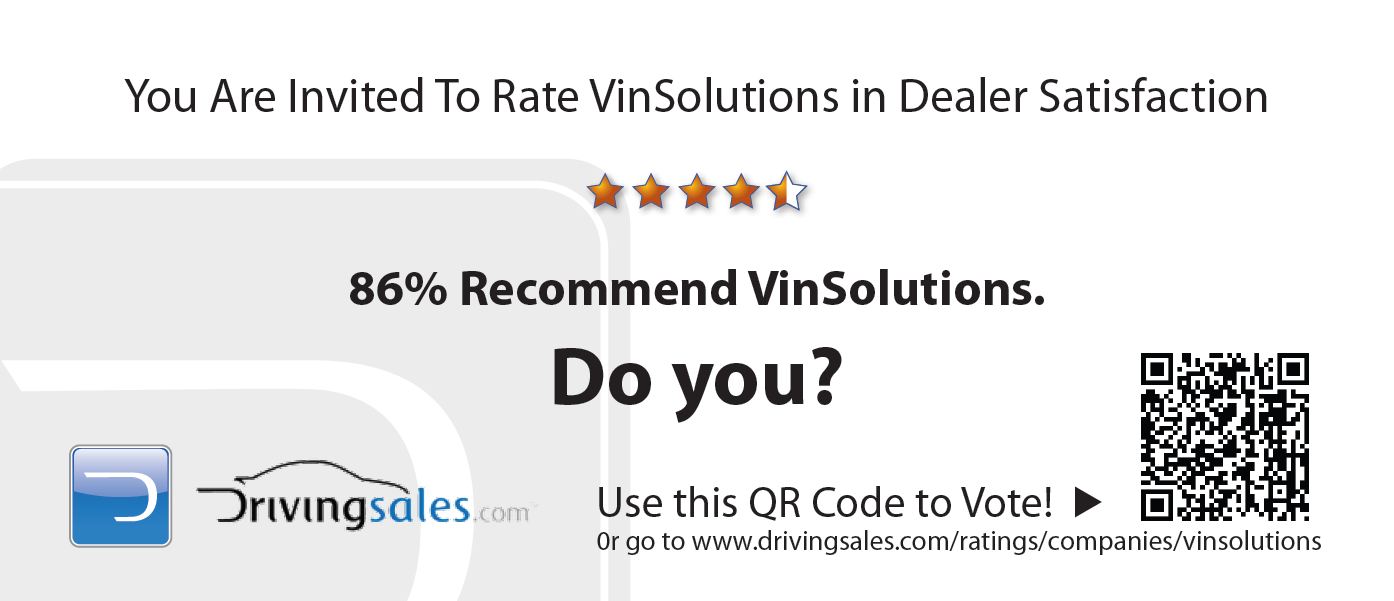 You Are Invited To Rate VinSolutions in Dealer Satisfaction
86% Recommend VinSolutions.
Do you?
Drivingsales.com
Use this QR Code to Vote!
0r go to www.drivingsales.com/ratings/companies/vinsolutions